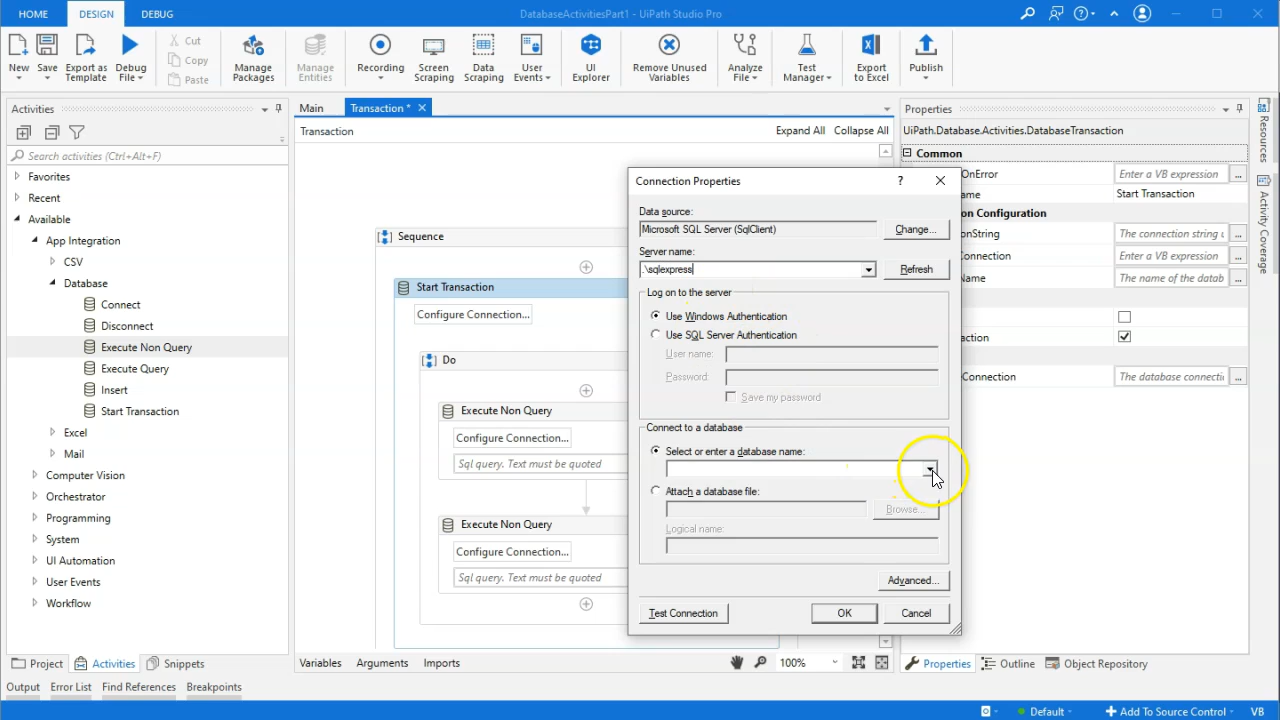 HOME
DESIGN
DEBUG
DatabaseActivitiesPart1 - UiPath Studio Pro
New
Save
Export as Template
Debug File
Cut
Copy
Paste
Manage Packages
Manage Entities
Recording
Screen Scraping
Data Scraping
User Events
UI Explorer
Remove Unused Variables
Analyze File
Test Manager
Export to Excel
Publish
Activities
Search activities (Ctrl+Alt+F)
Favorites
Recent
Available
App Integration
CSV
Database
Connect
Disconnect
Execute Non Query
Execute Query
Insert
Start Transaction
Excel
Mail
Computer Vision
Orchestrator
Programming
System
UI Automation
User Events
Workflow
Project
Activities
Snippets
Main
Transaction *
Transaction
Expand All
Collapse All
Sequence
Start Transaction
Configure Connection...
Do
Execute Non Query
Configure Connection...
Sql query. Text must be quoted
Execute Non Query
Configure Connection...
Sql query. Text must be quoted
Variables
Arguments
Imports
100%
Connection Properties
?
Data source:
Microsoft SQL Server (SqlClient)
Change...
Server name:
.\sqlexpress
Refresh
Log on to the server
Use Windows Authentication
Use SQL Server Authentication
User name:
Password:
Save my password
Connect to a database
Select or enter a database name:
Attach a database file:
Browse...
Logical name:
Advanced...
Test Connection
OK
Cancel
Properties
UiPath.Database.Activities.DatabaseTransaction
Common
OnError
Enter a VB expression
...
ame
Start Transaction
on Configuration
onString
The connection string u
...
Connection
Enter a VB expression
...
Name
The name of the datab
...
action
Connection
The database connecti
...
Properties
Outline
Object Repository
Resources
Activity Coverage
Output
Error List
Find References
Breakpoints
Default
Add To Source Control
VB